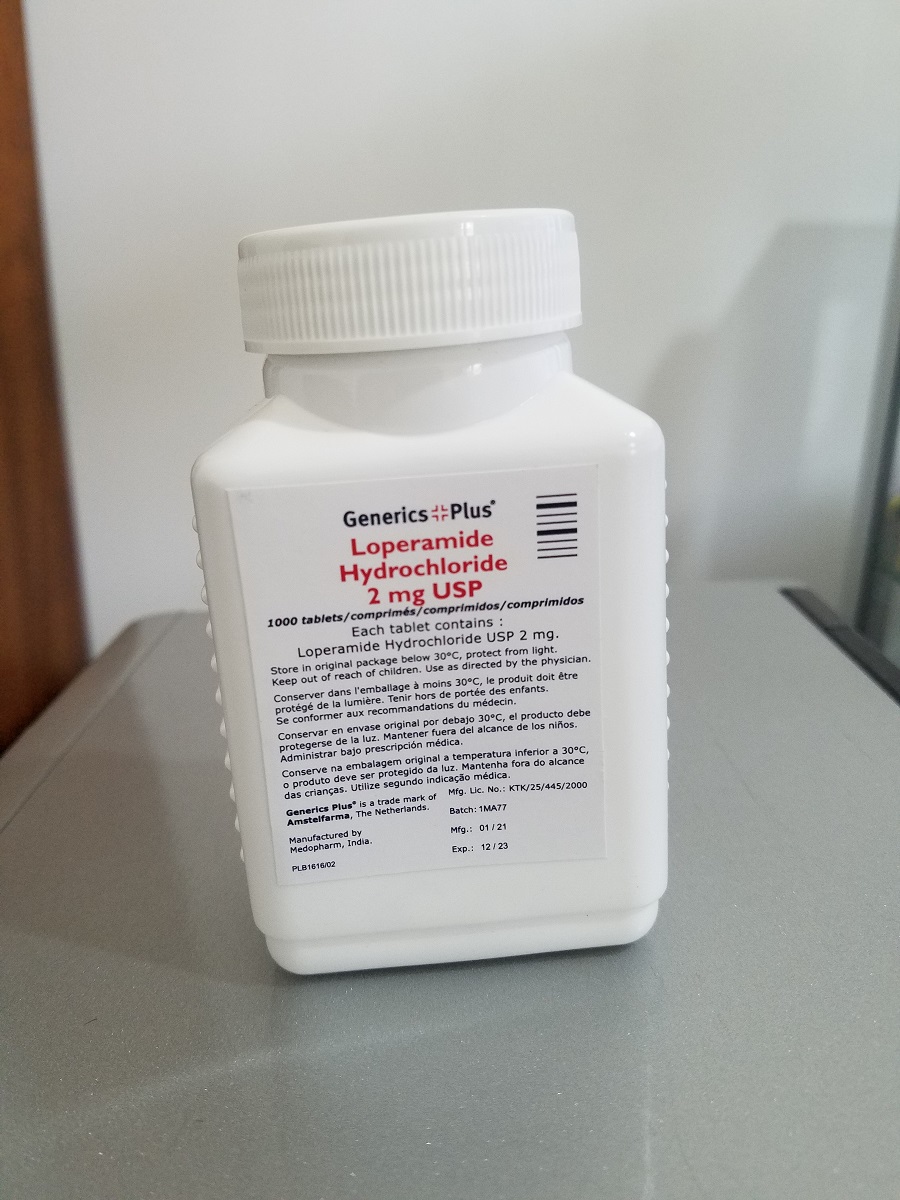 Generics Plus®
Loperamide
Hydrochloride
2 mg USP
1000 tablets/comprimés/comprimidos/comprimidos
Each tablet contains :
Loperamide Hydrochloride USP 2 mg.
Store in original package below 30°C, protect from light.
Keep out of reach of children. Use as directed by the physician.
Conserver dans l'emballage à moins 30°C, le produit doit être
protégé de la lumière. Tenir hors de portée des enfants.
Se conformer aux recommandations du médecin.
Conservar en envase original por debajo 30°C, el producto debe
protegerse de la luz. Mantener fuera del alcance de los niños.
Administrar bajo prescripción médica.
Conserve na embalagem original a temperatura inferior a 30°C,
o produto deve ser protegido da luz. Mantenha fora do alcance
das crianças. Utilize segundo indicação médica.
Generics Plus® is a trade mark of
Amstelfarma, The Netherlands.
Manufactured by
Medopharm, India.
PLB1616/02
Mfg. Lic. No.: KTK/25/445/2000
Batch: 1MA77
Mfg.: 01 / 21
Exp.: 12 / 23